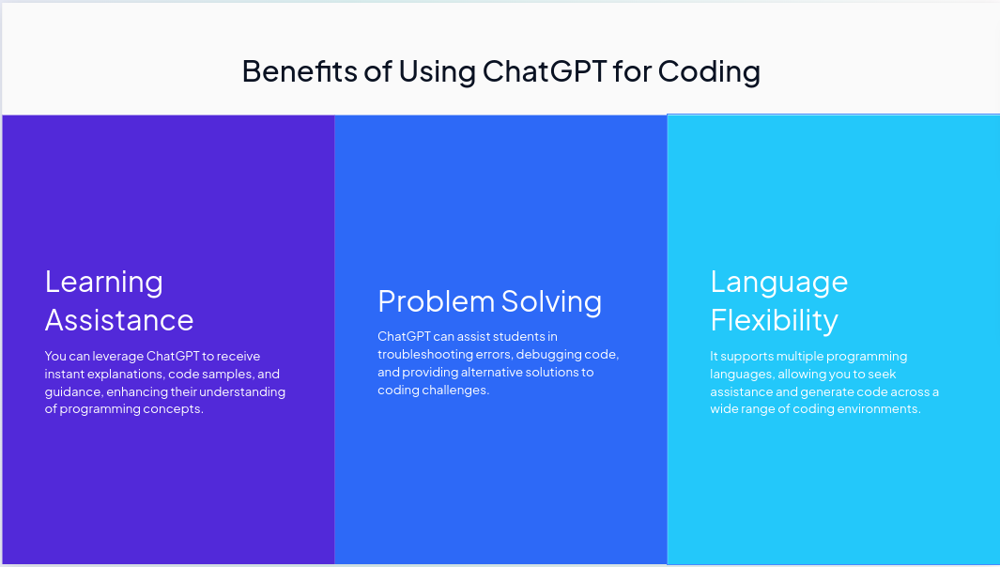 Benefits of Using ChatGPT for Coding
Learning
Assistance
You can leverage ChatGPT to receive
instant explanations, code samples, and
guidance, enhancing their understanding
of programming concepts.
Problem Solving
ChatGPT can assist students in
troubleshooting errors, debugging code,
and providing alternative solutions to
coding challenges.
Language
Flexibility
It supports multiple programming
languages, allowing you to seek
assistance and generate code across a
wide range of coding environments.